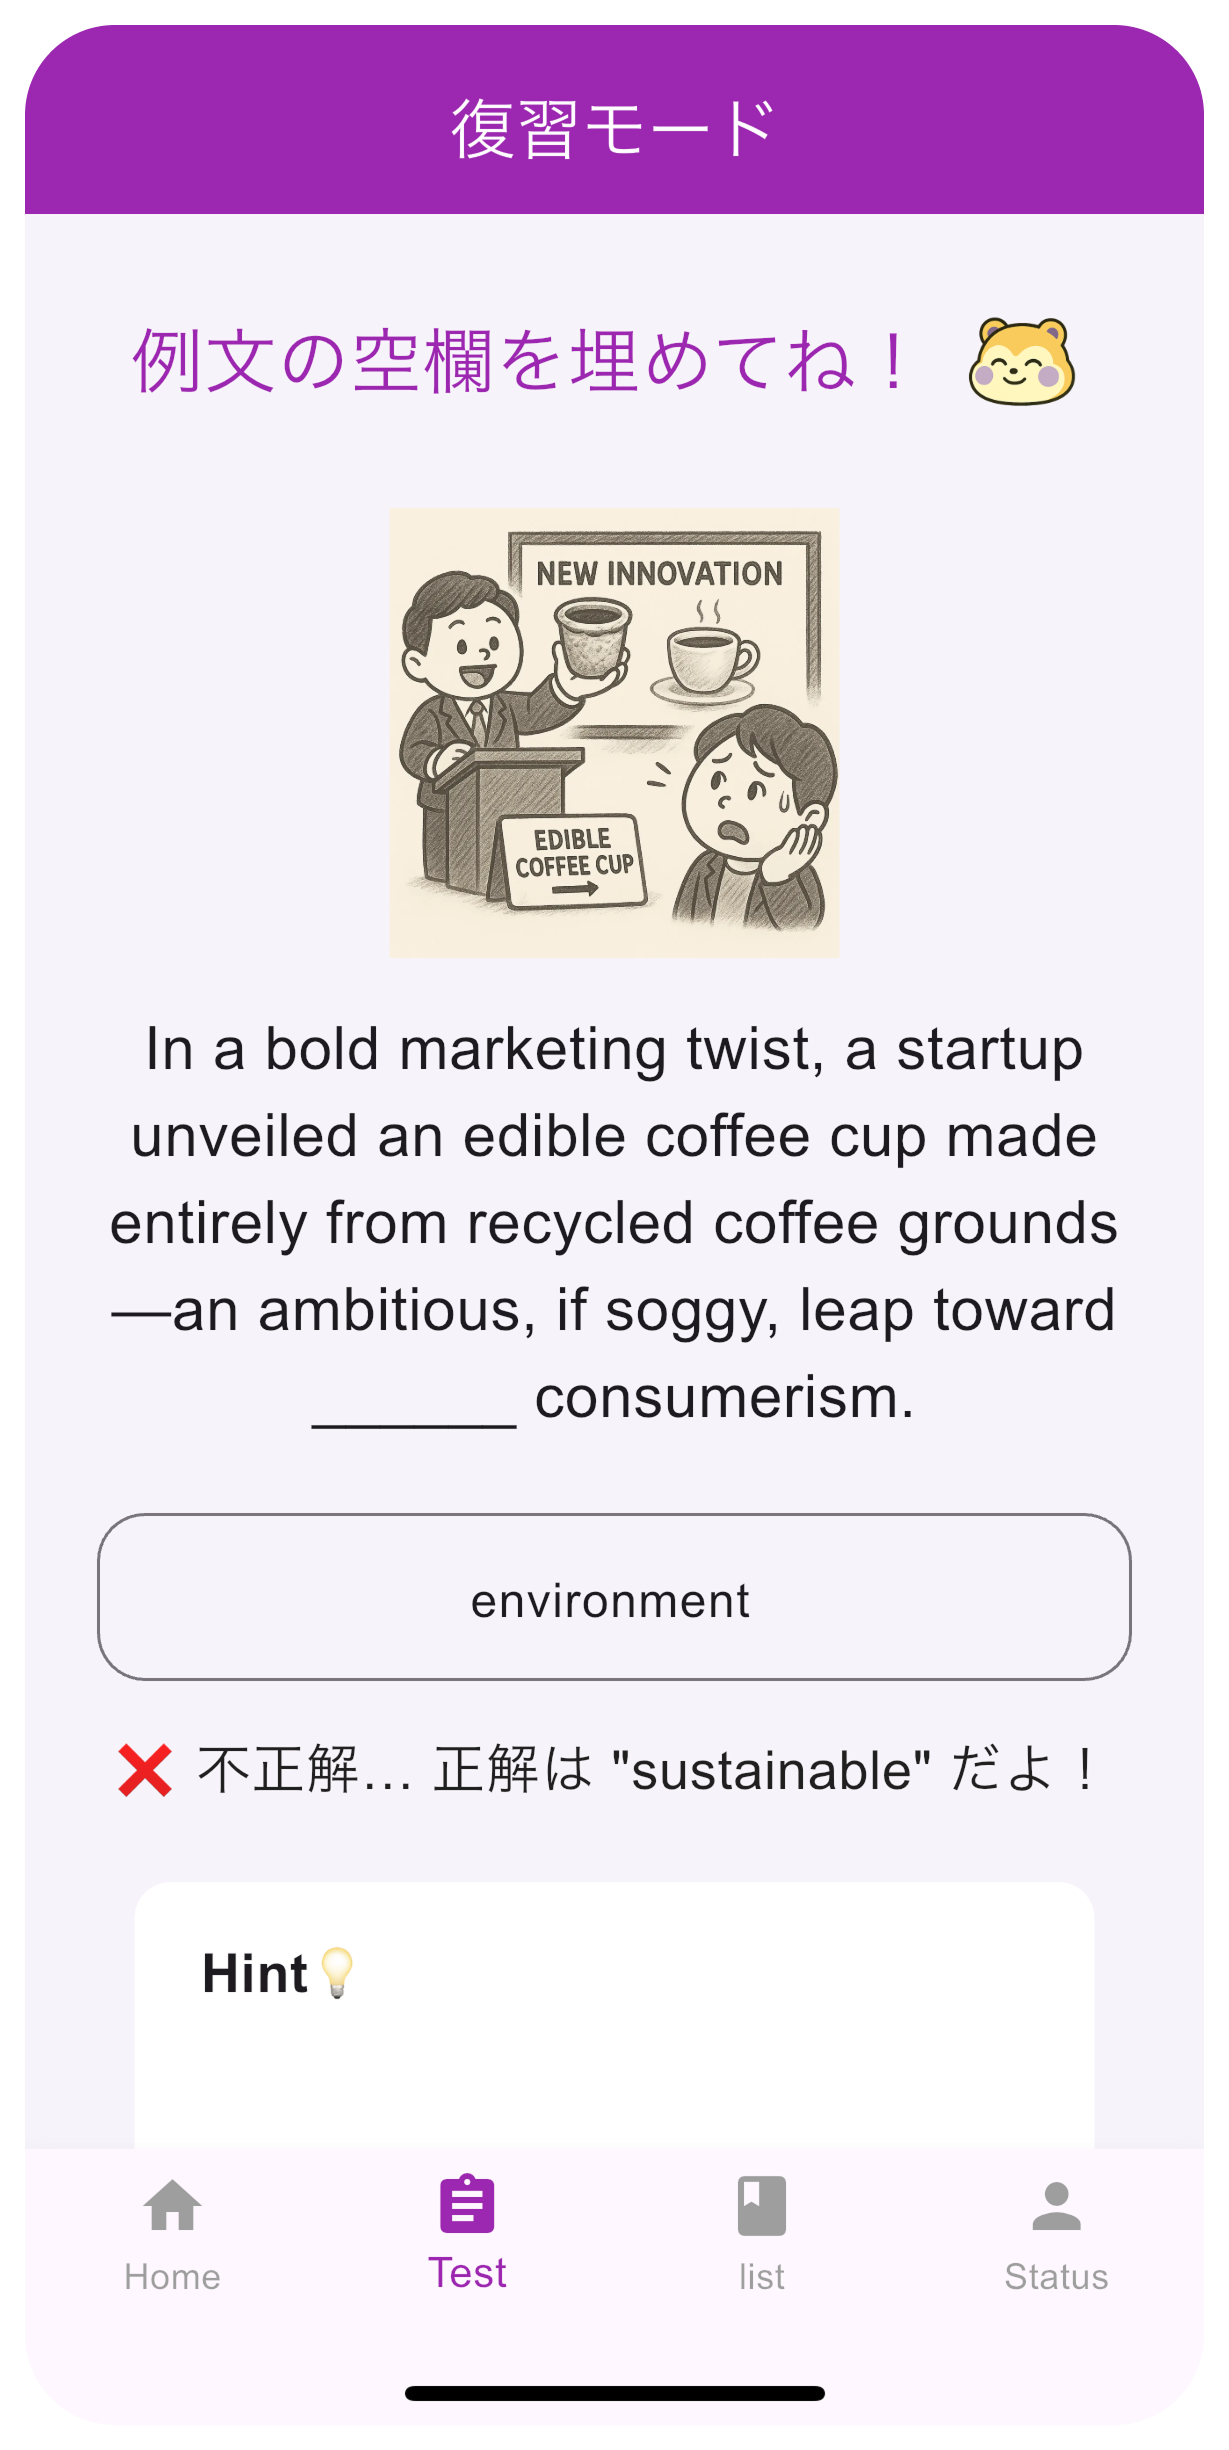 復習モード
例文の空欄を埋めてね！
NEW INNOVATION
EDIBLE
COFFEE CUP
In a bold marketing twist, a startup
unveiled an edible coffee cup made
entirely from recycled coffee grounds
—an ambitious, if soggy, leap toward
______ consumerism.
environment
❌ 不正解... 正解は "sustainable" だよ！
Hint💡
Home
Test
list
Status